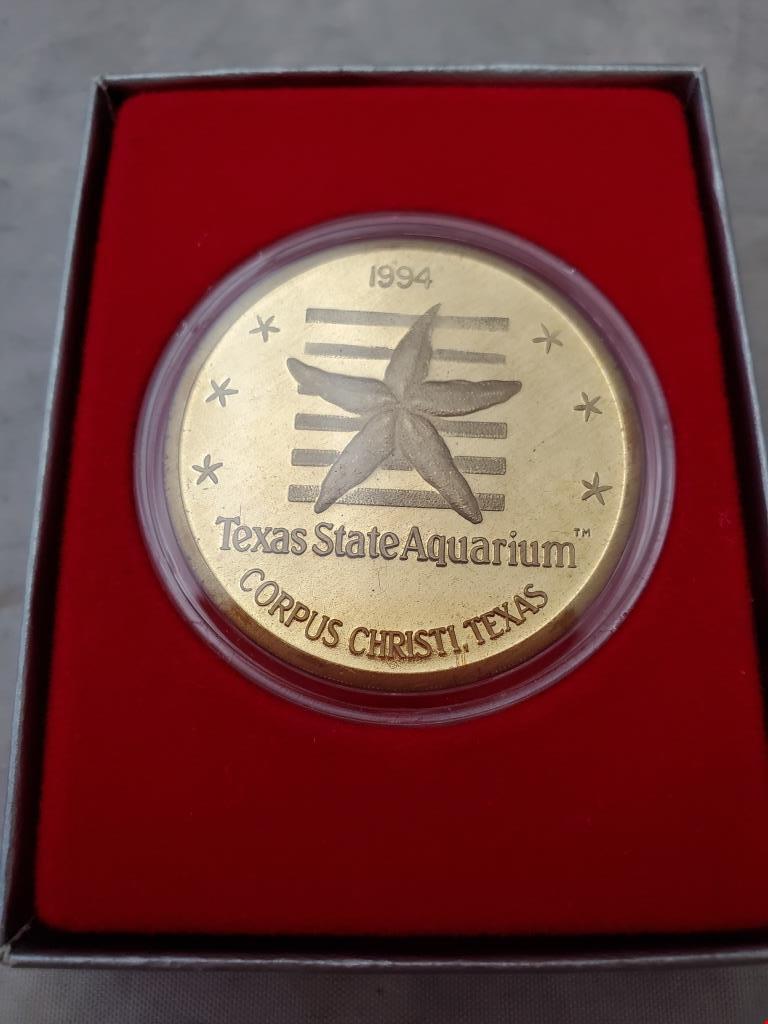 1994
Texas State Aquarium™
CORPUS CHRISTI, TEXAS